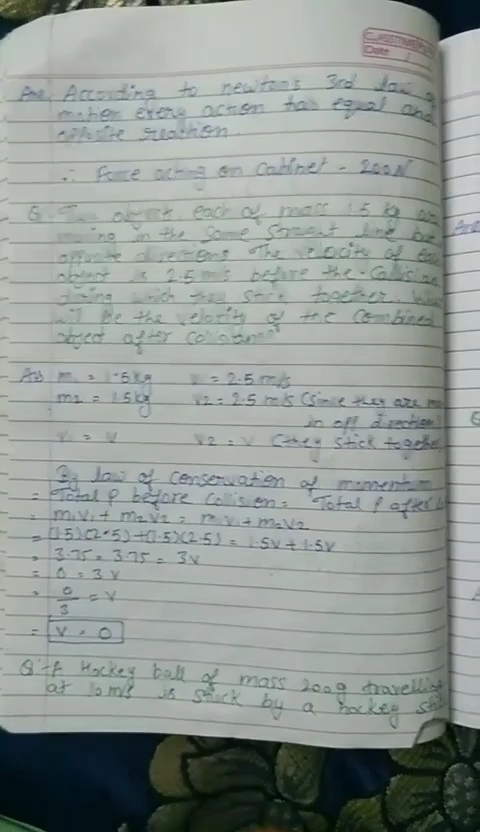 Date
Ans. According to newton's 3rd law of
motion every action has equal and
opposite reaction.
∴ Force acting on Cabinet = 200N
Q. Two object, each of mass 1.5 kg are
moving in the same straight line but
opposite directions. The velocity of each
object is 2.5 m/s before the collision
during which they stick together. What
will be the velocity of the combined
object after collision?
Ans m1 = 1.5kg = 2.5 m/s
m2 = 1.5kg v2 = 2.5 m/s (since they are
in opp direction)
v = v v2 = v (they stick together
By law of conservation of momentum
= Total p before collision = Total p after
= m1v1 + m2v2 = m1v1 + m2v2
= (1.5)(2.5) + (1.5)(2.5) = 1.5v + 1.5v
= 3.75 - 3.75 = 3v
= 0 = 3v
= 0/3 = v
= v = 0
Q. A Hockey ball of mass 200g travelling
at 10m/s is struck by a hockey